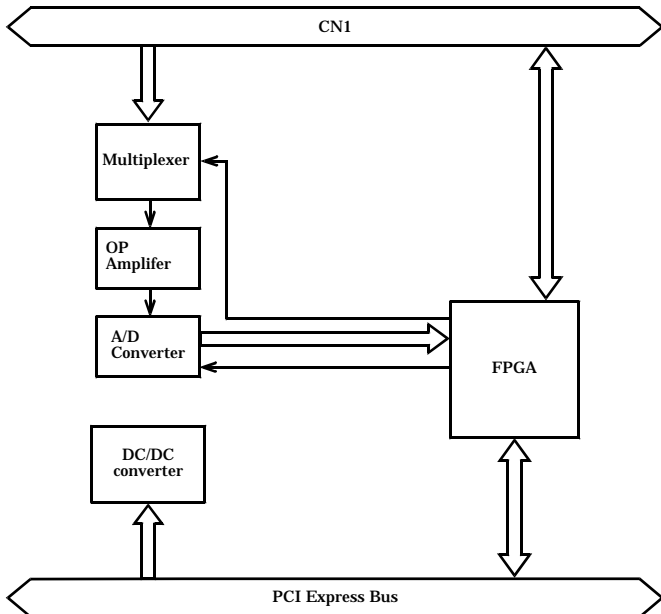 CN1
Multiplexer
OP
Amplifer
A/D
Converter
FPGA
DC/DC
converter
PCI Express Bus